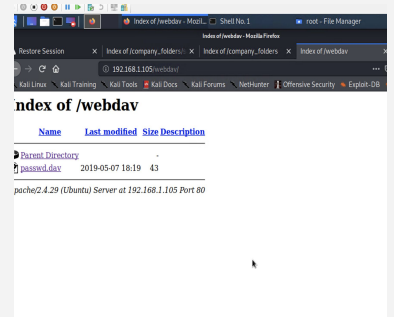 Index of /webdav - Mozil... Shell No. 1 root - File Manager
Index of /webdav - Mozilla Firefox
Restore Session Index of /company_folders/ Index of /company_folders Index of /webdav
192.168.1.105/webdav/
Kali Linux Kali Training Kali Tools Kali Docs Kali Forums NetHunter Offensive Security Exploit-DB
ndex of /webdav
Name Last modified Size Description
Parent Directory -
passwd.dav 2019-05-07 18:19 43
pache/2.4.29 (Ubuntu) Server at 192.168.1.105 Port 80